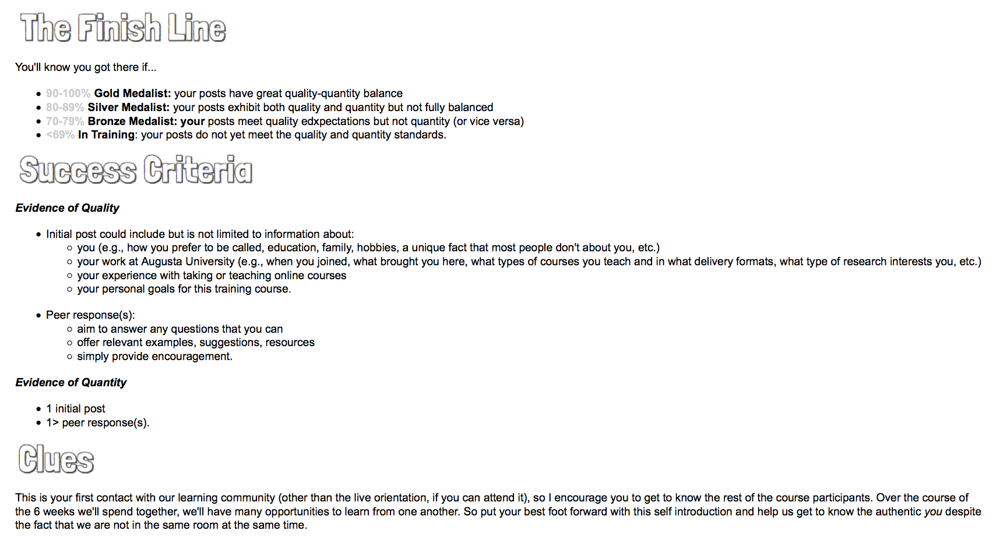 The Finish Line
You'll know you got there if...
• 90-100% Gold Medalist: your posts have great quality-quantity balance
• 80-89% Silver Medalist: your posts exhibit both quality and quantity but not fully balanced
• 70-79% Bronze Medalist: your posts meet quality edxpectations but not quantity (or vice versa)
• <69% In Training: your posts do not yet meet the quality and quantity standards.
Success Criteria
Evidence of Quality
• Initial post could include but is not limited to information about:
◦ you (e.g., how you prefer to be called, education, family, hobbies, a unique fact that most people don't about you, etc.)
◦ your work at Augusta University (e.g., when you joined, what brought you here, what types of courses you teach and in what delivery formats, what type of research interests you, etc.)
◦ your experience with taking or teaching online courses
◦ your personal goals for this training course.
• Peer response(s):
◦ aim to answer any questions that you can
◦ offer relevant examples, suggestions, resources
◦ simply provide encouragement.
Evidence of Quantity
• 1 initial post
• 1> peer response(s).
Clues
This is your first contact with our learning community (other than the live orientation, if you can attend it), so I encourage you to get to know the rest of the course participants. Over the course of
the 6 weeks we'll spend together, we'll have many opportunities to learn from one another. So put your best foot forward with this self introduction and help us get to know the authentic you despite
the fact that we are not in the same room at the same time.